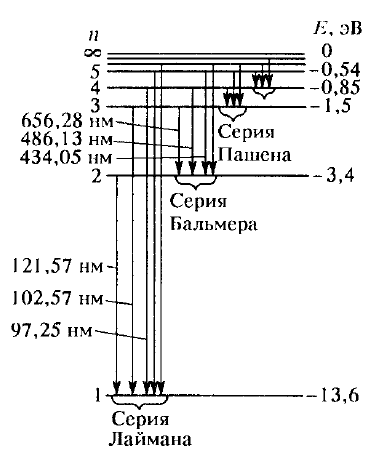 n E, эВ
∞ 0
5 –0,54
4 –0,85
3 –1,5
656,28 нм
486,13 нм
434,05 нм
Серия
Пашена
2 –3,4
Серия
Бальмера
121,57 нм
102,57 нм
97,25 нм
1 –13,6
Серия
Лаймана